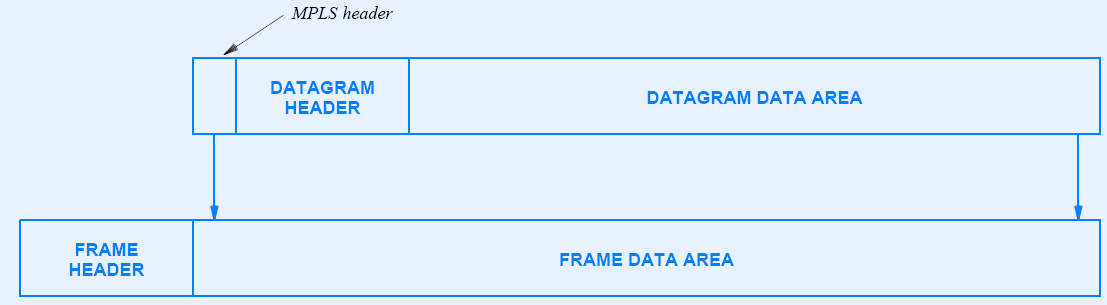 MPLS header
DATAGRAM
HEADER
DATAGRAM DATA AREA
FRAME
HEADER
FRAME DATA AREA